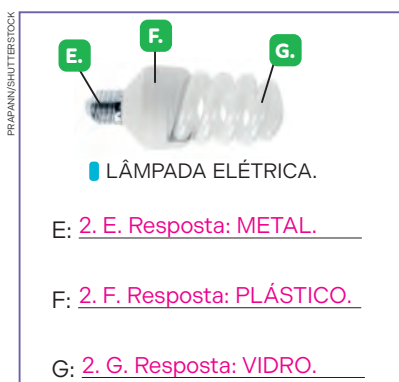 PRAPANN/SHUTTERSTOCK
E.
F.
G.
LÂMPADA ELÉTRICA.
E: 2. E. Resposta: METAL.
F: 2. F. Resposta: PLÁSTICO.
G: 2. G. Resposta: VIDRO.